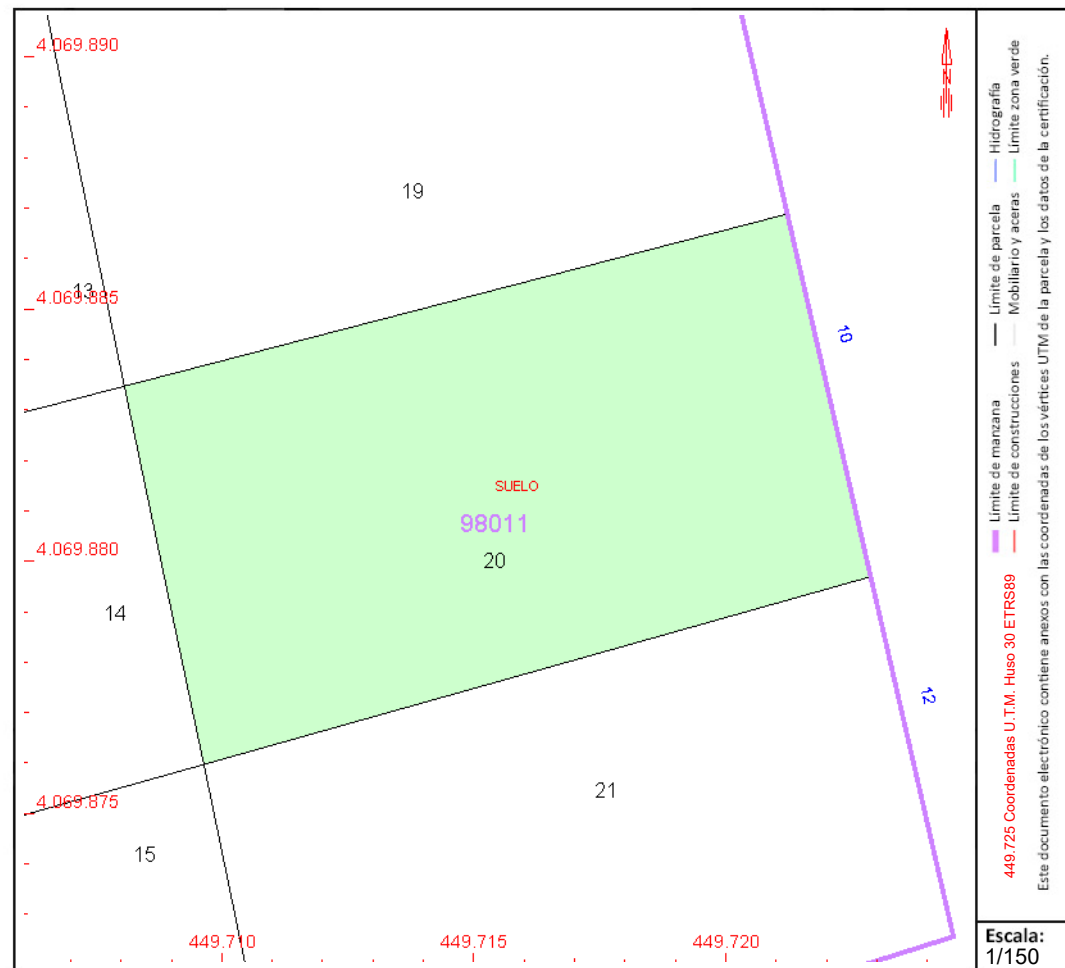 4.069.890
N
19
13
4.069.885
10
SUELO
98011
4.069.880
20
14
12
21
4.069.875
15
449.710
449.715
449.720
449.725 Coordenadas U.T.M. Huso 30 ETRS89
Límite de manzana
Límite de construcciones
Límite de parcela
Mobiliario y aceras
Hidrografía
Límite zona verde
Este documento electrónico contiene anexos con las coordenadas de los vértices UTM de la parcela y los datos de la certificación.
Escala:
1/150